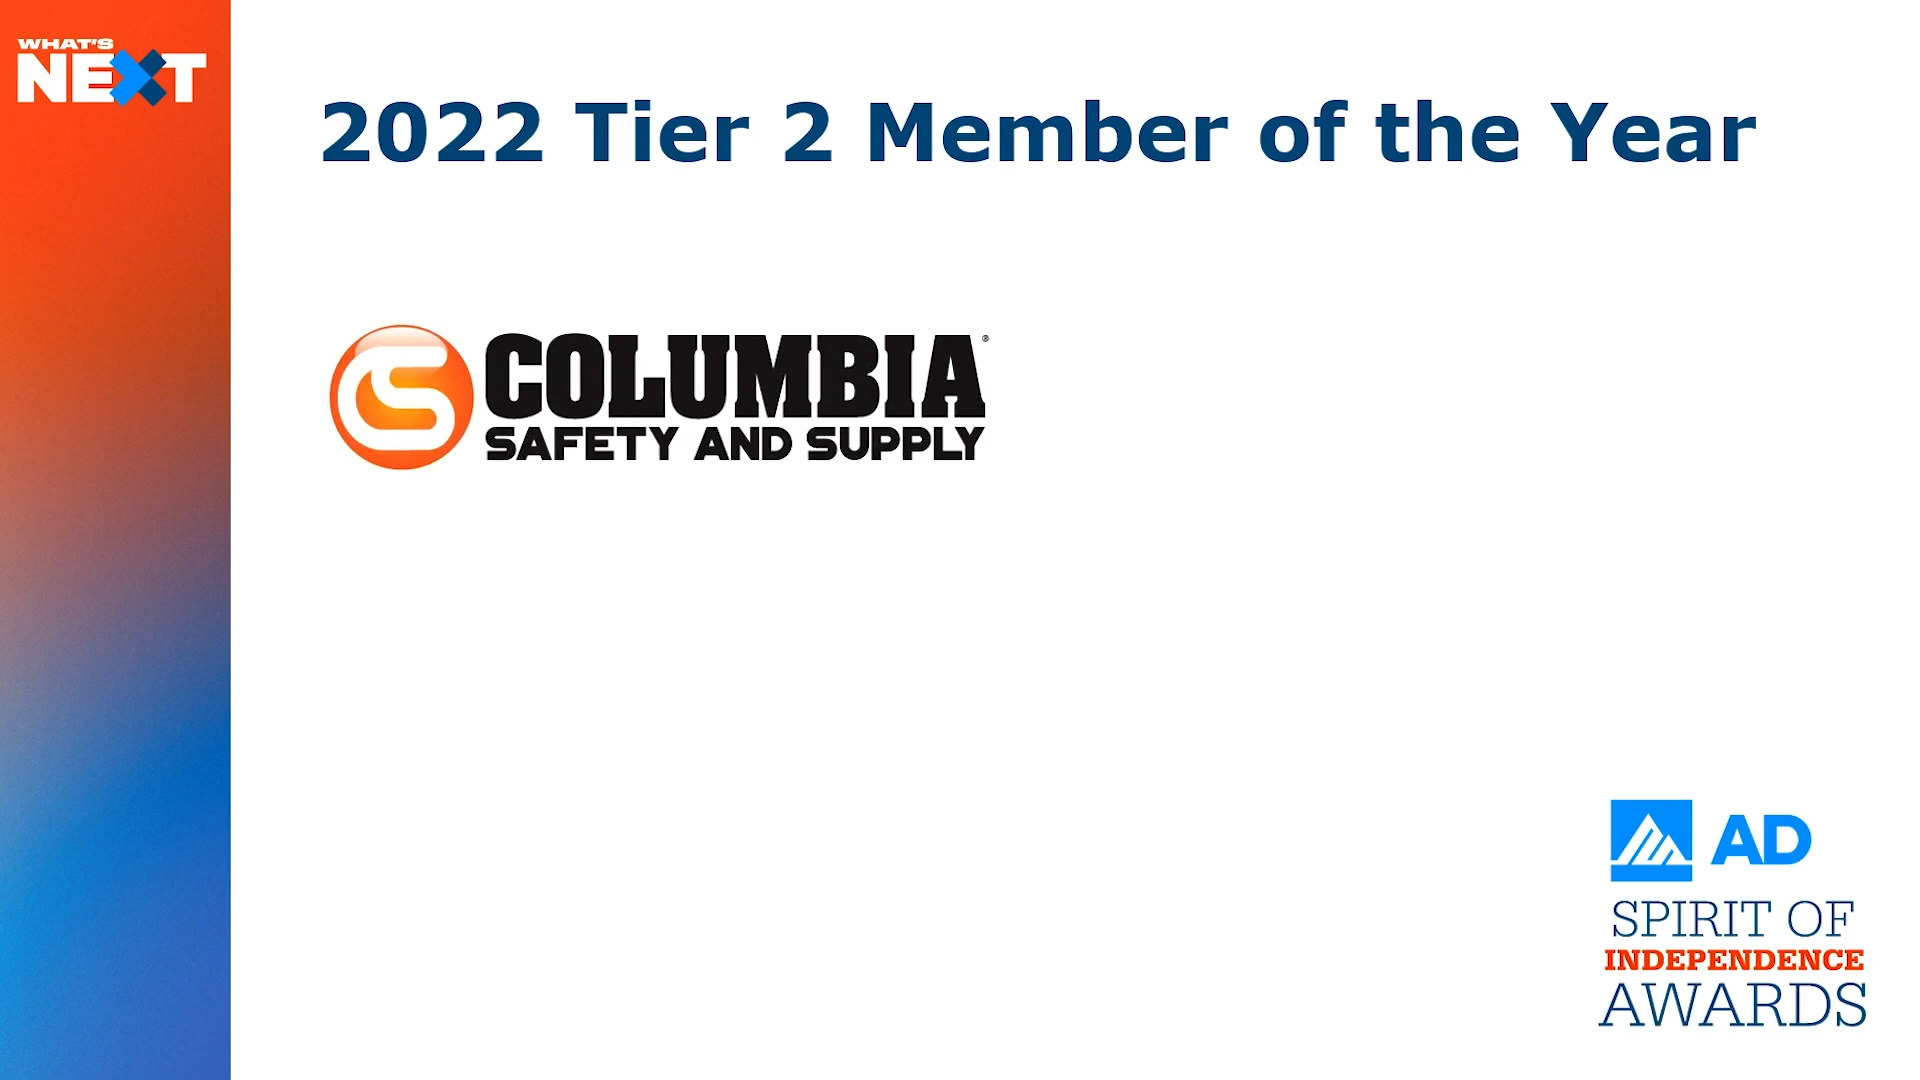 WHAT'S
NEXT
2022 Tier 2 Member of the Year
COLUMBIA®
SAFETY AND SUPPLY
AD
SPIRIT OF
INDEPENDENCE
AWARDS